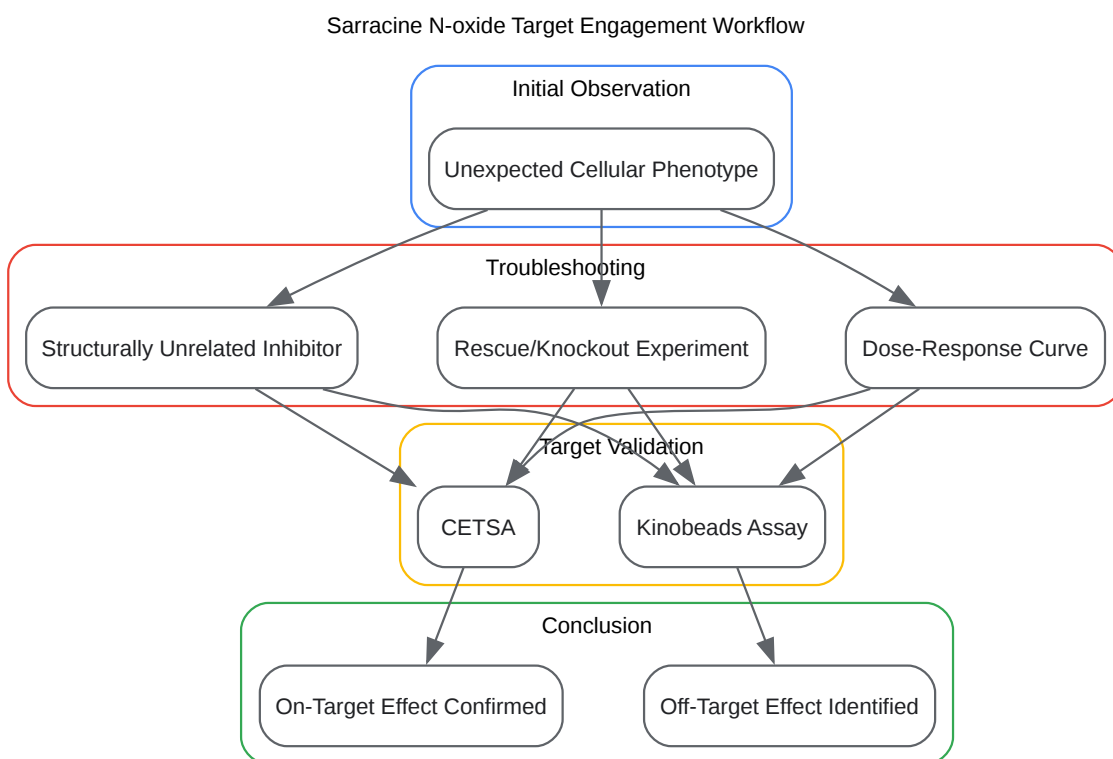 Sarracine N-oxide Target Engagement Workflow
Initial Observation
Unexpected Cellular Phenotype
Troubleshooting
Structurally Unrelated Inhibitor
Rescue/Knockout Experiment
Dose-Response Curve
Target Validation
CETSA
Kinobeads Assay
Conclusion
On-Target Effect Confirmed
Off-Target Effect Identified